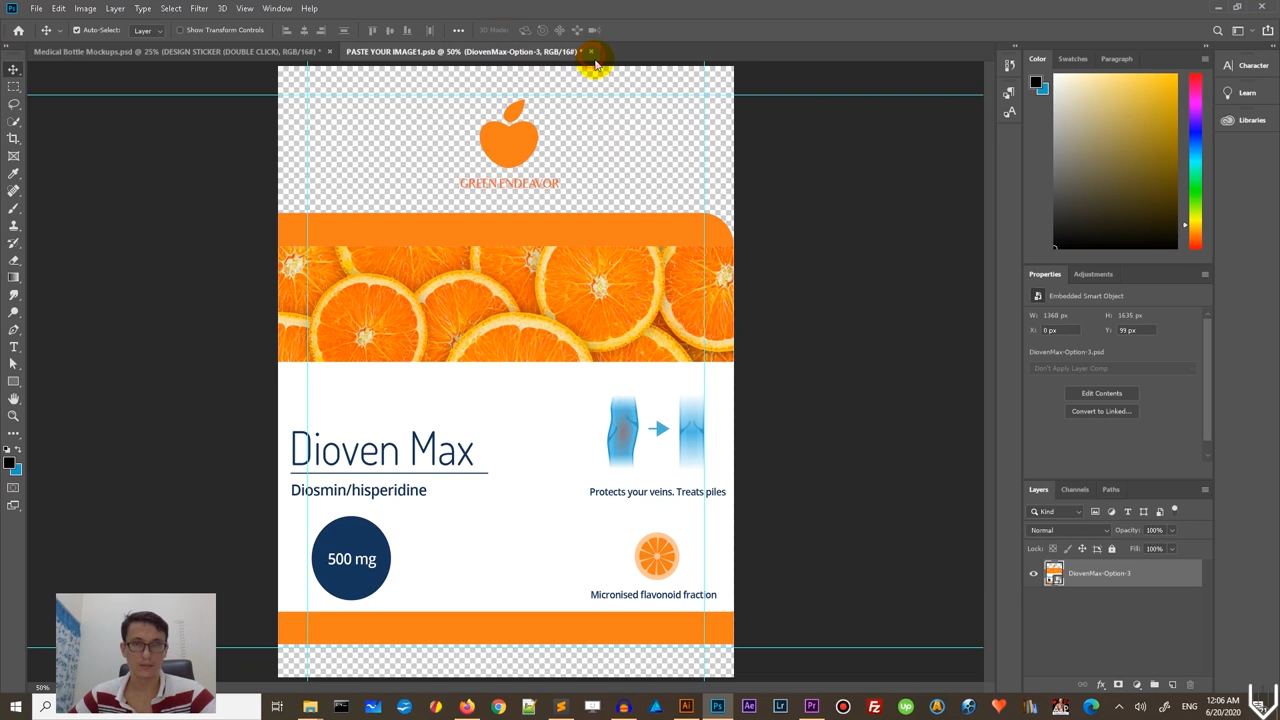 File Edit Image Layer Type Select Filter 3D View Window Help
Auto-Select: Layer Show Transform Controls 3D Mode:
Medical Bottle Mockups.psd @ 25% (DESIGN STICKER (DOUBLE CLICK), RGB/16#) * ×
PASTE YOUR IMAGE1.psb @ 50% (DiovenMax-Option-3, RGB/16#) * ×
GREEN ENDEAVOR
Dioven Max
Diosmin/hisperidine
500 mg
Protects your veins. Treats piles
Micronised flavonoid fraction
50%
Color Swatches Paragraph
Character
Learn
Libraries
Properties Adjustments
Embedded Smart Object
W: 1368 px H: 1635 px
X: 0 px Y: 99 px
DiovenMax-Option-3.psd
Don't Apply Layer Comp
Edit Contents
Convert to Linked...
Layers Channels Paths
Kind
Normal Opacity: 100%
Lock: Fill: 100%
DiovenMax-Option-3
ENG
12:06 AM
6/20/2020